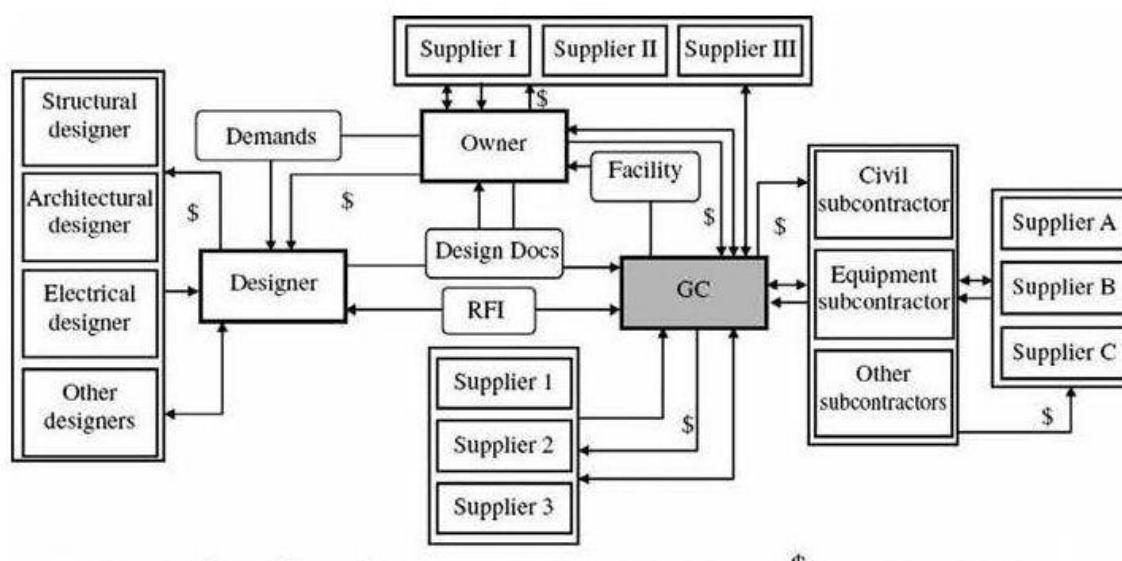 Supplier I
Supplier II
Supplier III
Structural
designer
Demands
$
Owner
Civil
subcontractor
Facility
Architectural
designer
$
$
$
$
Supplier A
Design Docs
Designer
Equipment
subcontractor
GC
Supplier B
Electrical
designer
RFI
Supplier C
Other
subcontractors
Supplier 1
Other
designers
$
$
Supplier 2
Supplier 3
$